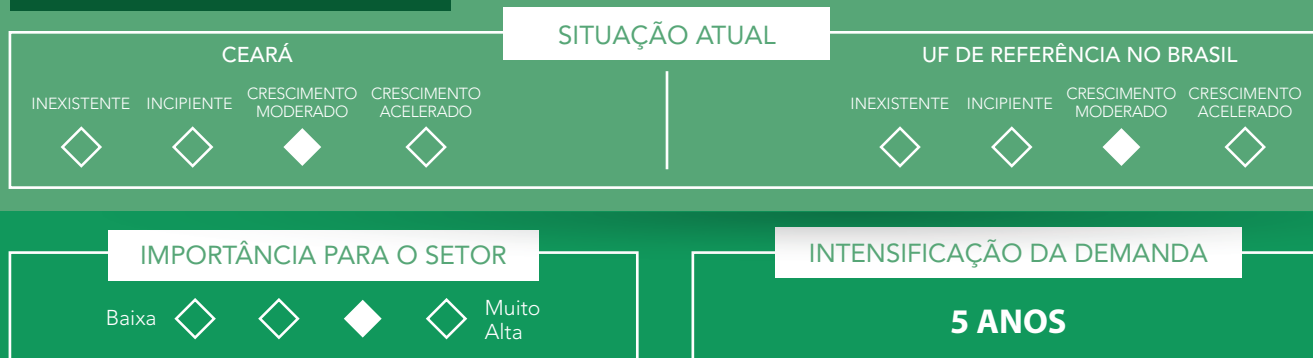 SITUAÇÃO ATUAL
CEARÁ
INEXISTENTE
INCIPIENTE
CRESCIMENTO
MODERADO
CRESCIMENTO
ACELERADO
UF DE REFERÊNCIA NO BRASIL
INEXISTENTE
INCIPIENTE
CRESCIMENTO
MODERADO
CRESCIMENTO
ACELERADO
IMPORTÂNCIA PARA O SETOR
Baixa
Muito
Alta
INTENSIFICAÇÃO DA DEMANDA
5 ANOS